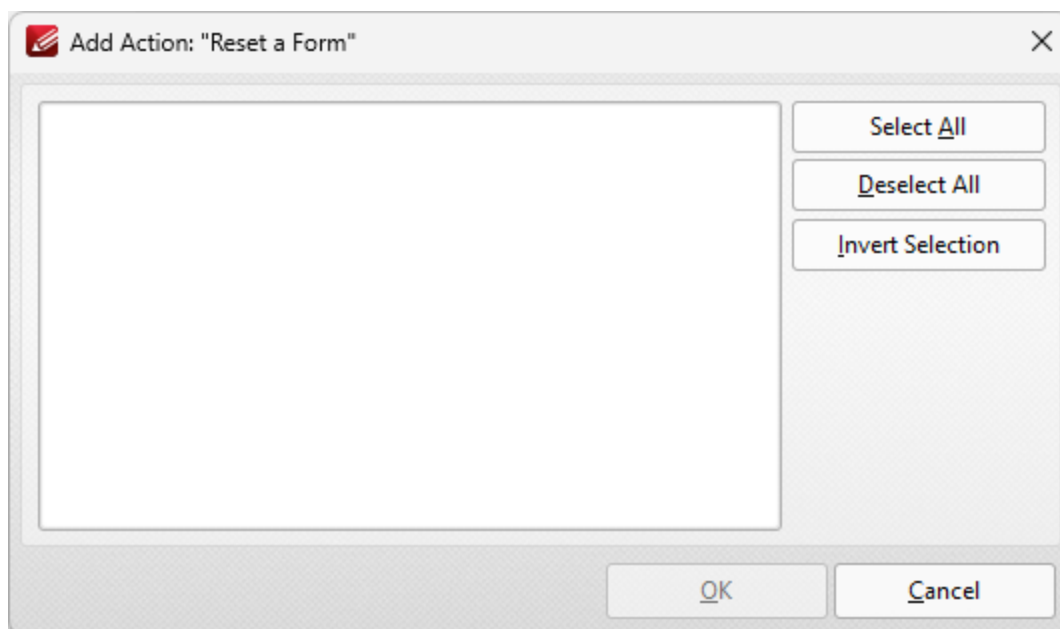 Add Action: "Reset a Form"
Select All
Deselect All
Invert Selection
OK
Cancel